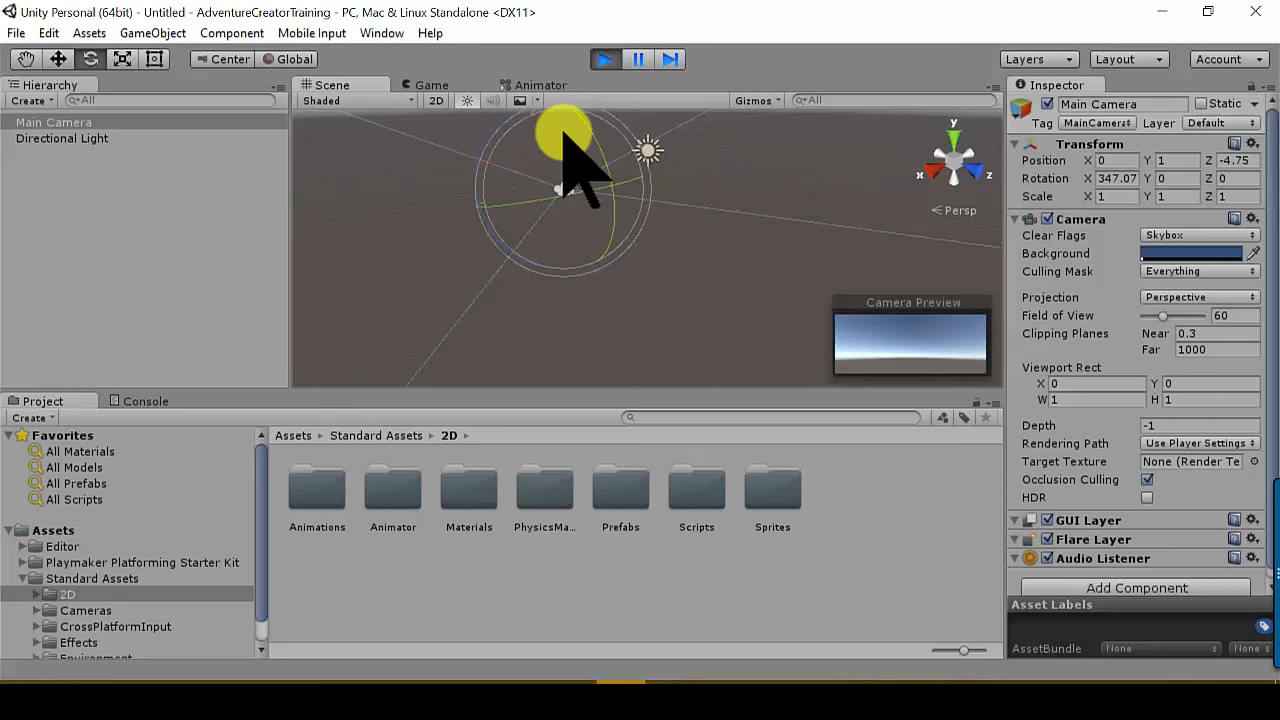 Unity Personal (64bit) - Untitled - AdventureCreatorTraining - PC, Mac & Linux Standalone <DX11>
File Edit Assets GameObject Component Mobile Input Window Help
Center Global Layers Layout Account
Hierarchy
Create All
Main Camera
Directional Light
Scene Game Animator
Shaded 2D Gizmos All
y
x
z
Persp
Camera Preview
Inspector
Main Camera Static
Tag MainCamera Layer Default
Transform
Position X 0 Y 1 Z -4.75
Rotation X 347.07 Y 0 Z 0
Scale X 1 Y 1 Z 1
Camera
Clear Flags Skybox
Background
Culling Mask Everything
Projection Perspective
Field of View 60
Clipping Planes Near 0.3
Far 1000
Viewport Rect
X 0 Y 0
W 1 H 1
Depth -1
Rendering Path Use Player Settings
Target Texture None (Render Te
Occlusion Culling
HDR
GUI Layer
Flare Layer
Audio Listener
Add Component
Asset Labels
AssetBundle None None
Project Console
Create
Favorites
All Materials
All Models
All Prefabs
All Scripts
Assets
Editor
Playmaker Platforming Starter Kit
Standard Assets
2D
Cameras
CrossPlatformInput
Effects
Environment
Assets Standard Assets 2D
Animations Animator Materials PhysicsMa... Prefabs Scripts Sprites